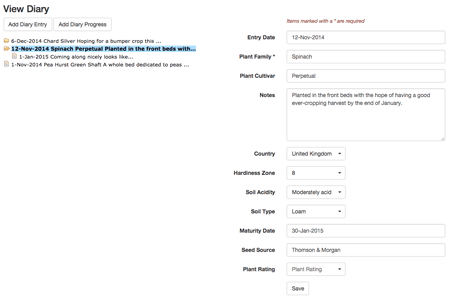 View Diary
Add Diary Entry Add Diary Progress
6-Dec-2014 Chard Silver Hoping for a bumper crop this ...
12-Nov-2014 Spinach Perpetual Planted in the front beds with...
1-Jan-2015 Coming along nicely looks like...
1-Nov-2014 Pea Hurst Green Shaft A whole bed dedicated to peas ...
Items marked with a * are required
Entry Date 12-Nov-2014
Plant Family * Spinach
Plant Cultivar Perpetual
Notes Planted in the front beds with the hope of having a good
ever-cropping harvest by the end of January.
Country United Kingdom
Hardiness Zone 8
Soil Acidity Moderately acid
Soil Type Loam
Maturity Date 30-Jan-2015
Seed Source Thomson & Morgan
Plant Rating Plant Rating
Save